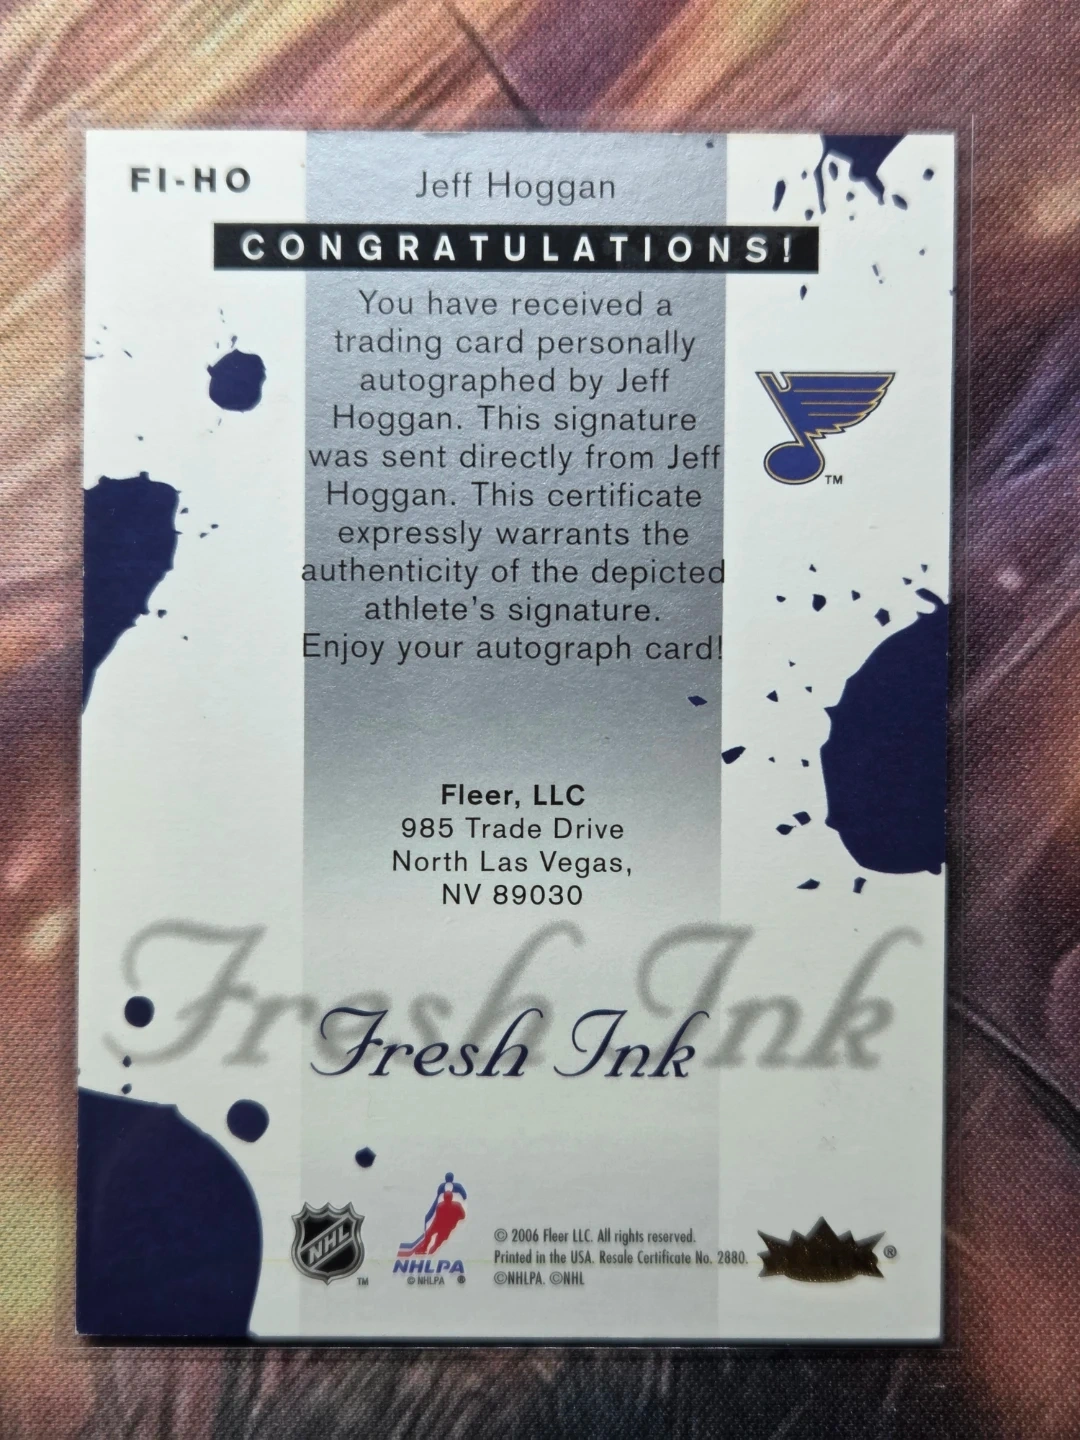 FI-HO
Jeff Hoggan
CONGRATULATIONS!
You have received a
trading card personally
autographed by Jeff
Hoggan. This signature
was sent directly from Jeff
Hoggan. This certificate
expressly warrants the
authenticity of the depicted
athlete's signature.
Enjoy your autograph card!
TM
Fleer, LLC
985 Trade Drive
North Las Vegas,
NV 89030
Fresh Ink
Fresh Ink
NHL
TM
NHLPA
© NHLPA ®
© 2006 Fleer LLC. All rights reserved.
Printed in the USA. Resale Certificate No. 2880.
©NHLPA. ©NHL
®